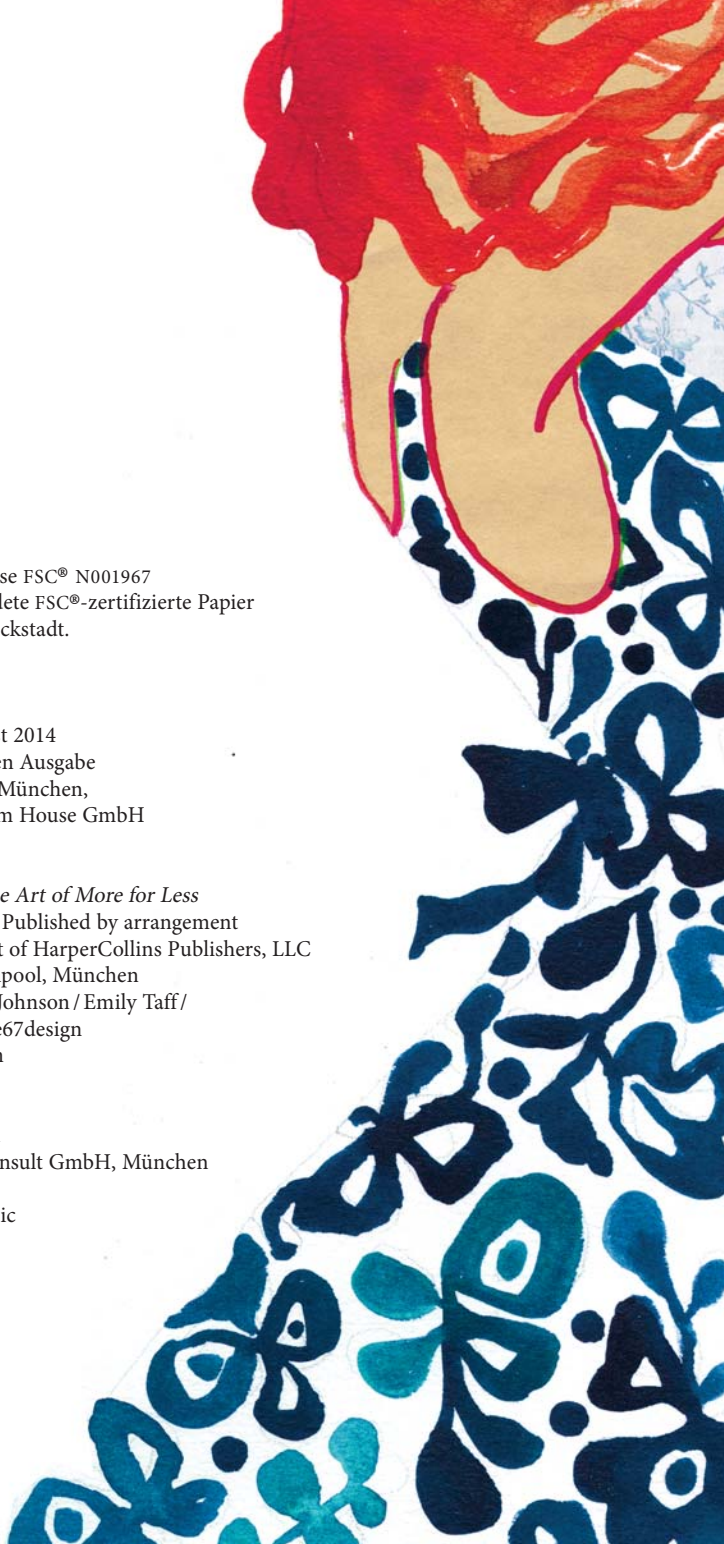 se FSC® N001967
lete FSC®-zertifizierte Papier
ckstadt.
t 2014
en Ausgabe
München,
m House GmbH
e Art of More for Less
Published by arrangement
t of HarperCollins Publishers, LLC
pool, München
Johnson / Emily Taff /
e67design
n
nsult GmbH, München
ic